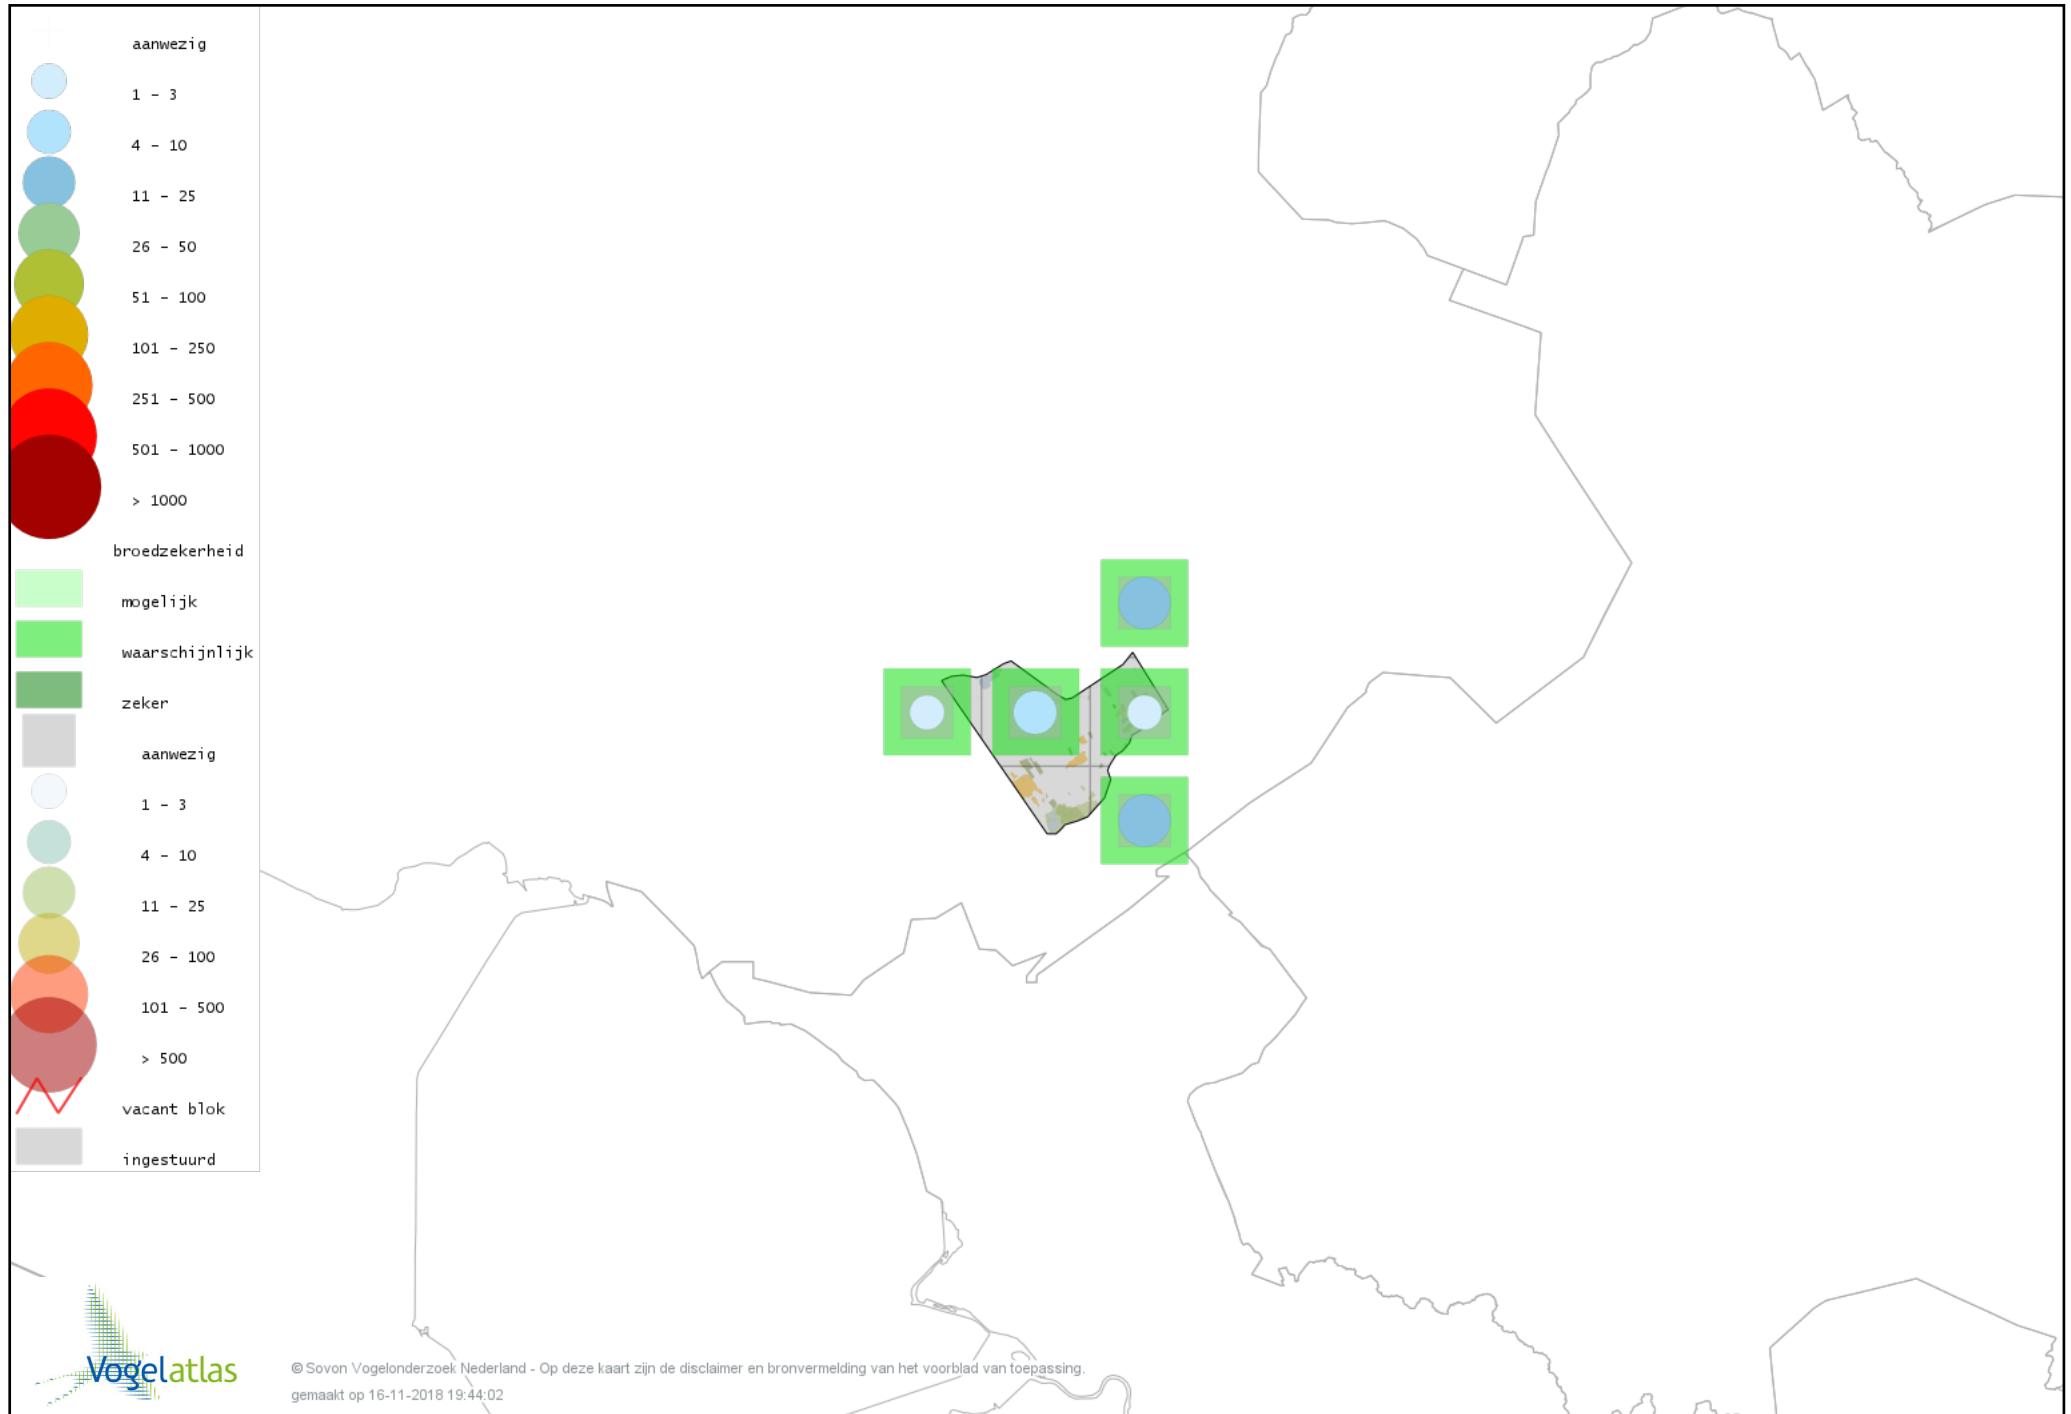 aanwezig
1 - 3
4 - 10
11 - 25
26 - 50
51 - 100
101 - 250
251 - 500
501 - 1000
> 1000
broedzekerheid
mogelijk
waarschijnlijk
zeker
aanwezig
1 - 3
4 - 10
11 - 25
26 - 100
101 - 500
> 500
vacant blok
ingestuurd
Vogelatlas
© Sovon Vogelonderzoek Nederland - Op deze kaart zijn de disclaimer en bronvermelding van het voorblad van toepassing.
gemaakt op 16-11-2018 19:44:02